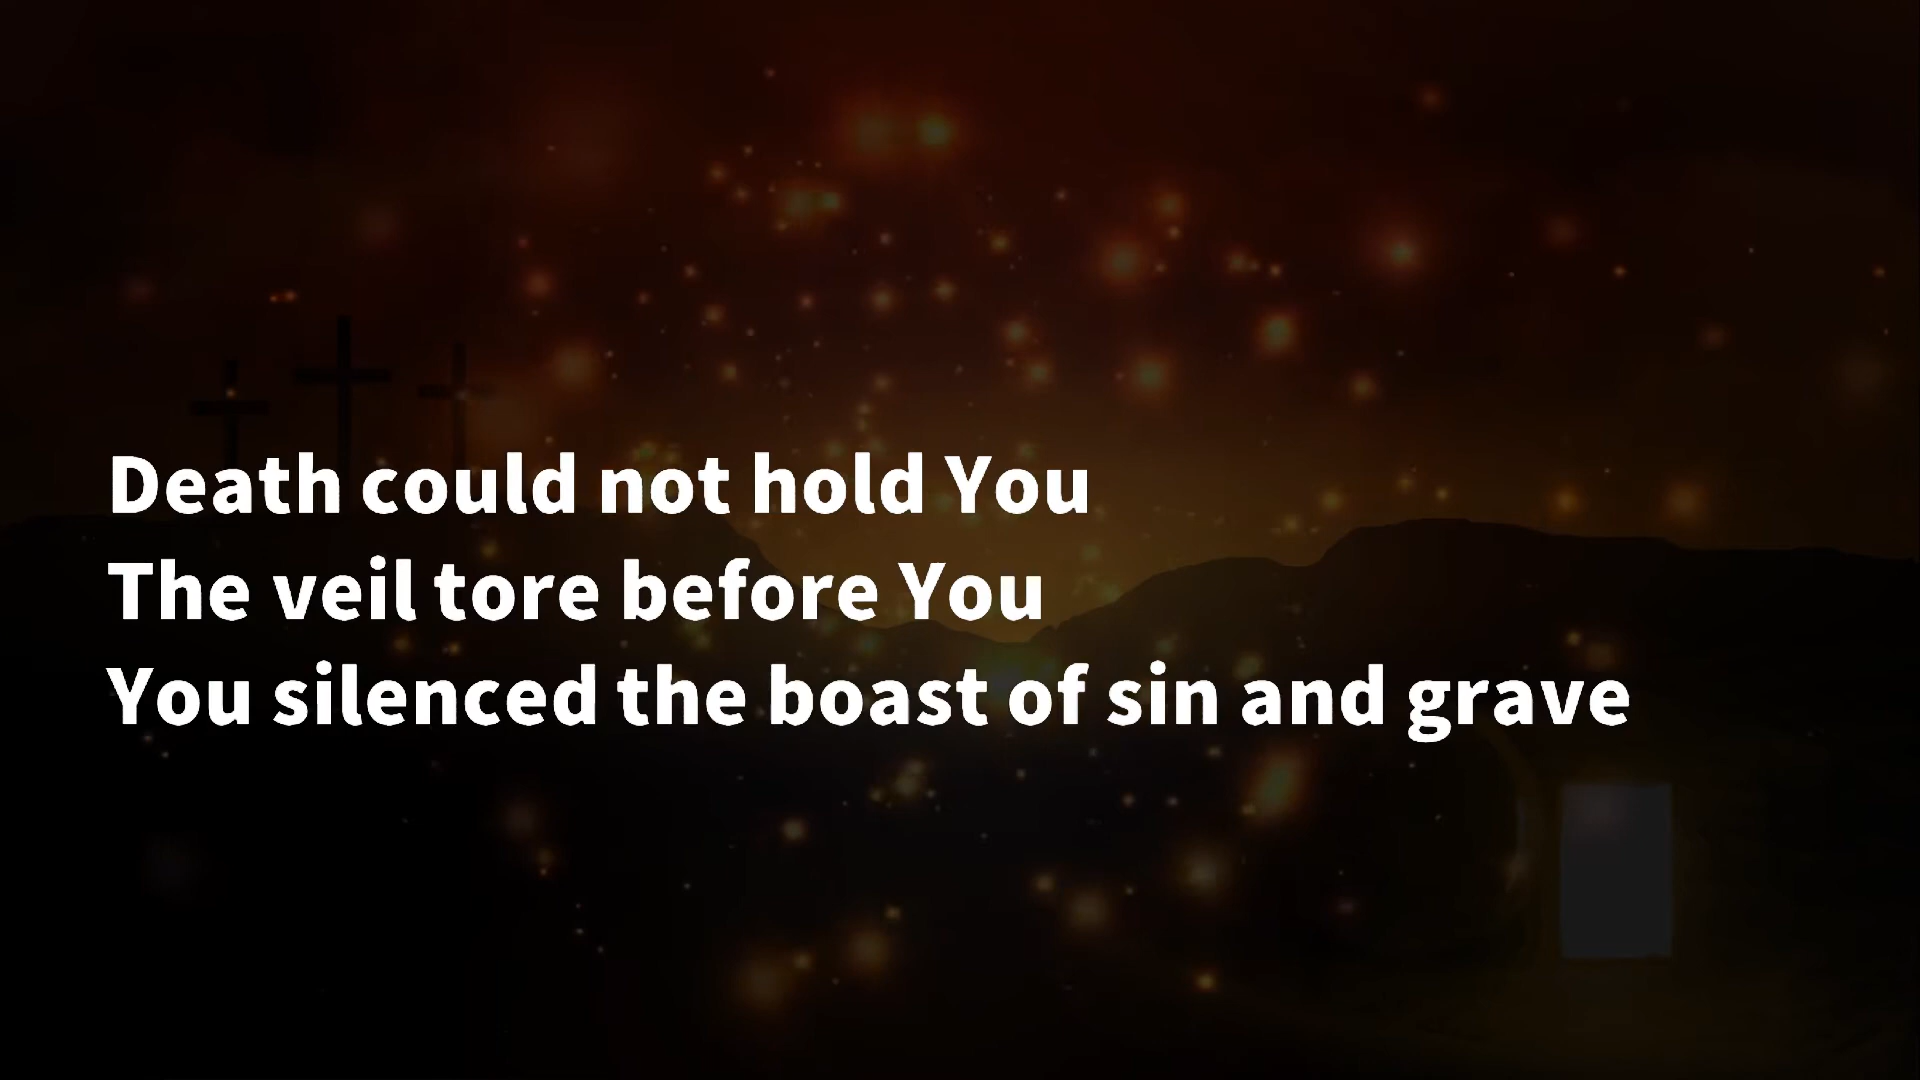 Death could not hold You
The veil tore before You
You silenced the boast of sin and grave